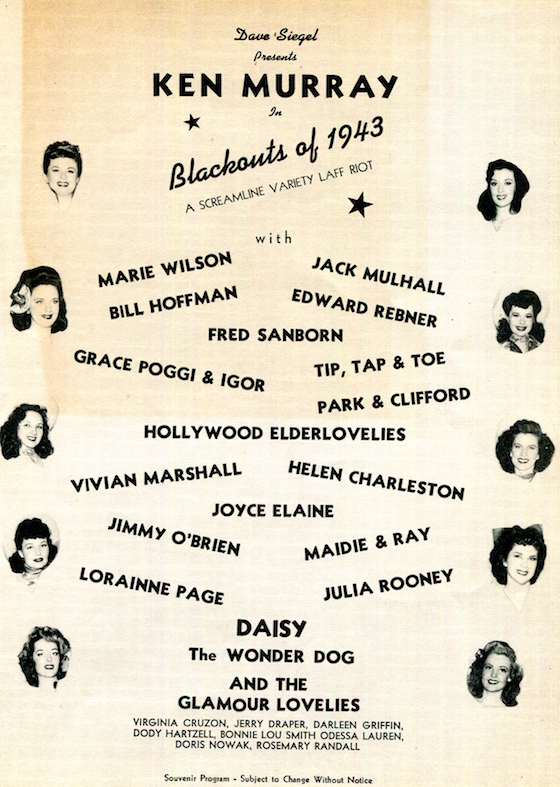 Dave Siegel
Presents
KEN MURRAY
In
Blackouts of 1943
A SCREAMLINE VARIETY LAFF RIOT
with
MARIE WILSON
JACK MULHALL
BILL HOFFMAN
EDWARD REBNER
FRED SANBORN
GRACE POGGI & IGOR
TIP, TAP & TOE
PARK & CLIFFORD
HOLLYWOOD ELDERLOVELIES
VIVIAN MARSHALL
HELEN CHARLESTON
JOYCE ELAINE
JIMMY O'BRIEN
MAIDIE & RAY
LORAINNE PAGE
JULIA ROONEY
DAISY
The WONDER DOG
AND THE
GLAMOUR LOVELIES
VIRGINIA CRUZON, JERRY DRAPER, DARLEEN GRIFFIN,
DODY HARTZELL, BONNIE LOU SMITH ODESSA LAUREN,
DORIS NOWAK, ROSEMARY RANDALL
Souvenir Program - Subject to Change Without Notice